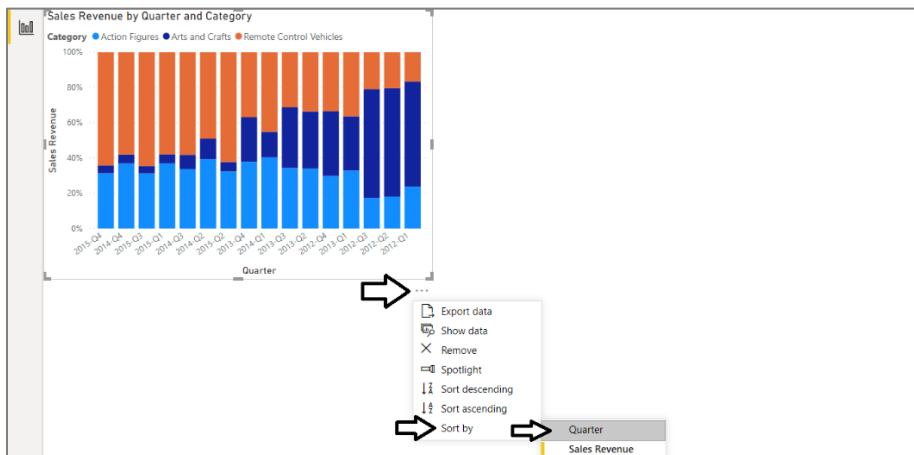 Sales Revenue by Quarter and Category
Category Action Figures Arts and Crafts Remote Control Vehicles
100%
80%
60%
40%
20%
0%
Sales Revenue
2015-Q4 2014-Q4 2015-Q3 2015-Q1 2014-Q3 2014-Q2 2015-Q2 2013-Q4 2014-Q1 2013-Q3 2013-Q2 2012-Q4 2013-Q1 2012-Q3 2012-Q2 2012-Q1
Quarter
...
Export data
Show data
Remove
Spotlight
Sort descending
Sort ascending
Sort by
Quarter
Sales Revenue